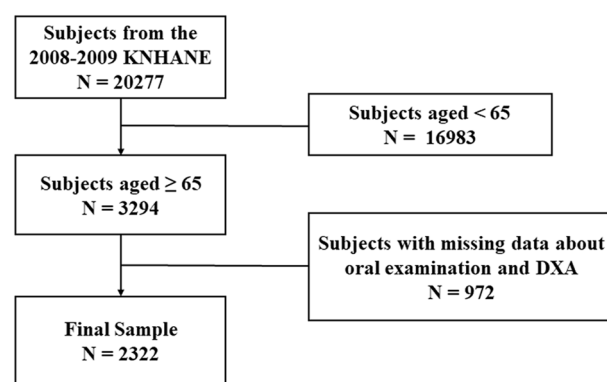 Subjects from the
2008-2009 KNHANE
N = 20277
Subjects aged < 65
N = 16983
Subjects aged ≥ 65
N = 3294
Subjects with missing data about
oral examination and DXA
N = 972
Final Sample
N = 2322